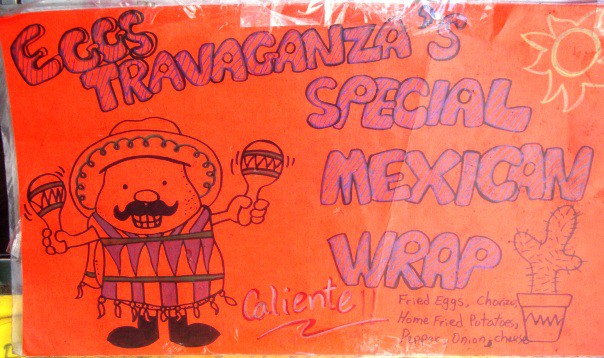 EGGS
TRAVAGANZA'S
SPECIAL
MEXICAN
WRAP
Caliente!!
Fried Eggs, Chorizo,
Home Fried Potatoes,
Pepper, Onion, cheese